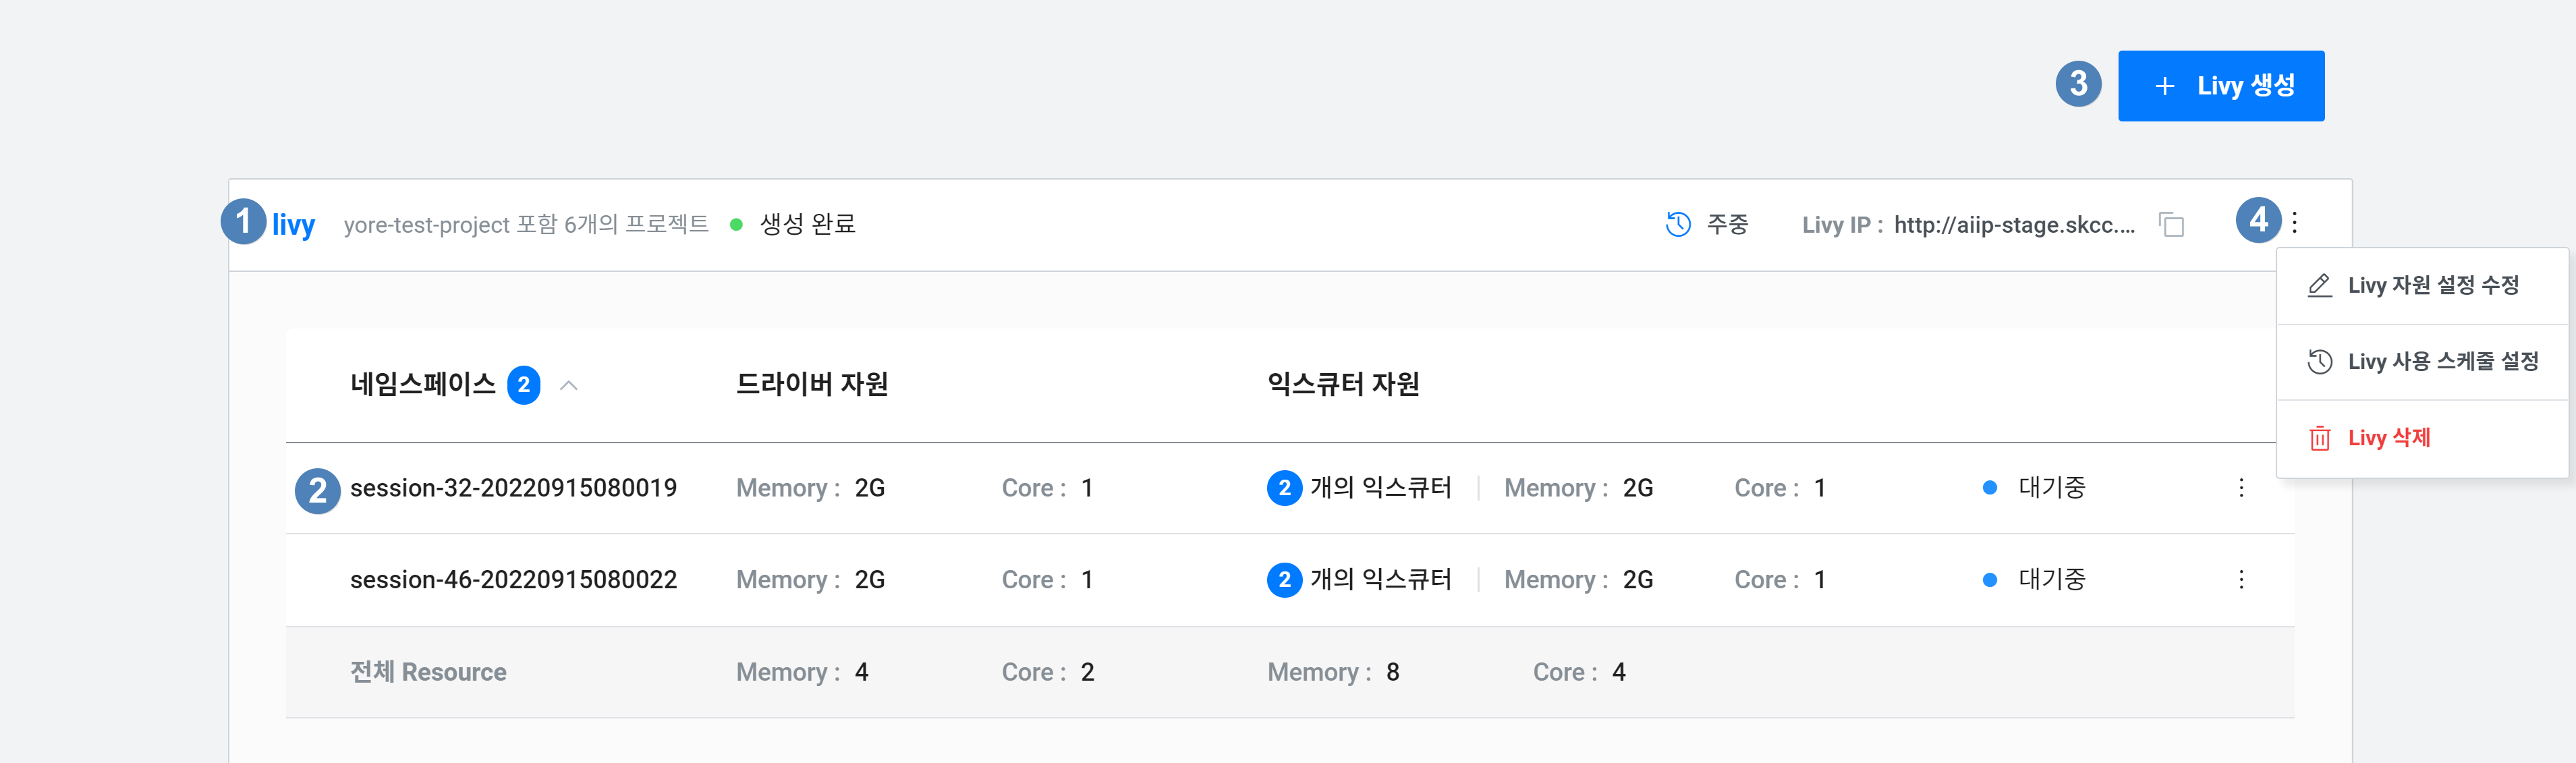 3 + Livy 생성
1 livy yore-test-project 포함 6개의 프로젝트 생성 완료 주중 Livy IP : http://aiip-stage.skcc.... 4
Livy 자원 설정 수정
Livy 사용 스케줄 설정
Livy 삭제
네임스페이스 2 드라이버 자원 익스큐터 자원
2 session-32-20220915080019 Memory : 2G Core : 1 2 개의 익스큐터 Memory : 2G Core : 1 대기중
session-46-20220915080022 Memory : 2G Core : 1 2 개의 익스큐터 Memory : 2G Core : 1 대기중
전체 Resource Memory : 4 Core : 2 Memory : 8 Core : 4